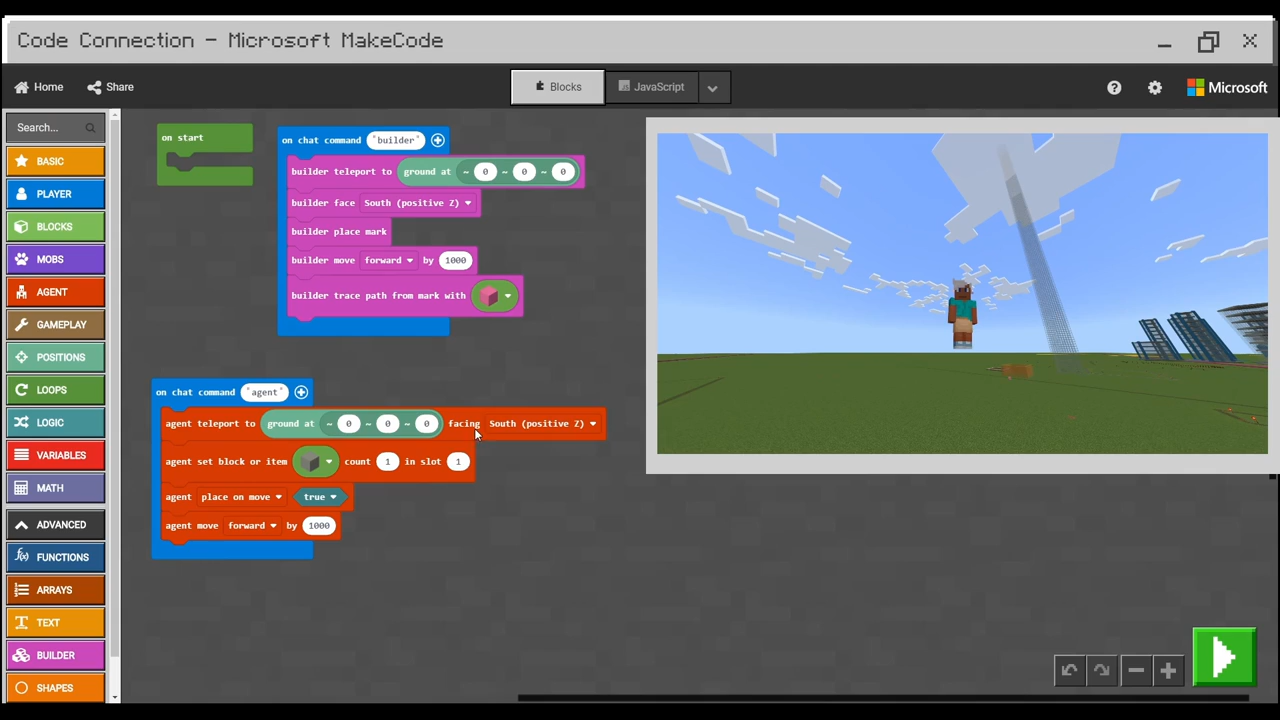 Code Connection – Microsoft MakeCode
Home Share Blocks JavaScript Microsoft
Search...
BASIC
PLAYER
BLOCKS
MOBS
AGENT
GAMEPLAY
POSITIONS
LOOPS
LOGIC
VARIABLES
MATH
ADVANCED
FUNCTIONS
ARRAYS
TEXT
BUILDER
SHAPES
on start
on chat command "builder"
builder teleport to ground at ~ 0 ~ 0 ~ 0
builder face South (positive Z)
builder place mark
builder move forward by 1000
builder trace path from mark with
on chat command "agent"
agent teleport to ground at ~ 0 ~ 0 ~ 0 facing South (positive Z)
agent set block or item count 1 in slot 1
agent place on move true
agent move forward by 1000